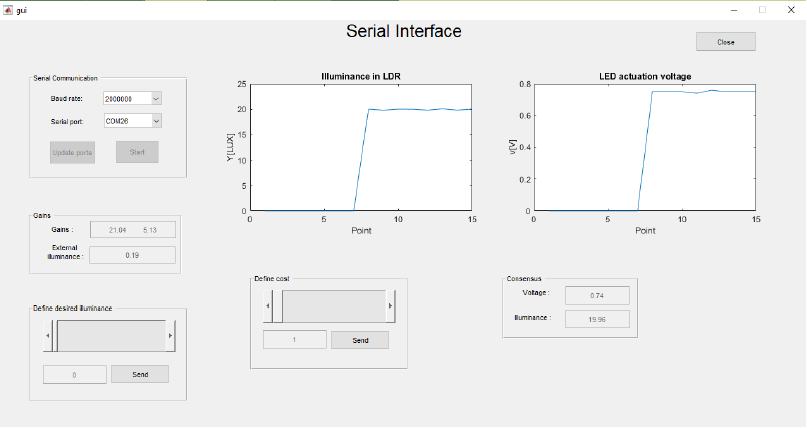 gui
Serial Interface
Close
Serial Communication
Baud rate:
2000000
Serial port:
COM26
Update ports
Start
Illuminance in LDR
25
20
15
10
5
0
Y[LUX]
0
5
10
15
Point
LED actuation voltage
0.8
0.6
0.4
0.2
0
v[V]
0
5
10
15
Point
Gains
Gains :
21.04 5.13
External
illuminance :
0.19
Define desired illuminance
0
Send
Define cost
1
Send
Consensus
Voltage :
0.74
Illuminance :
19.96